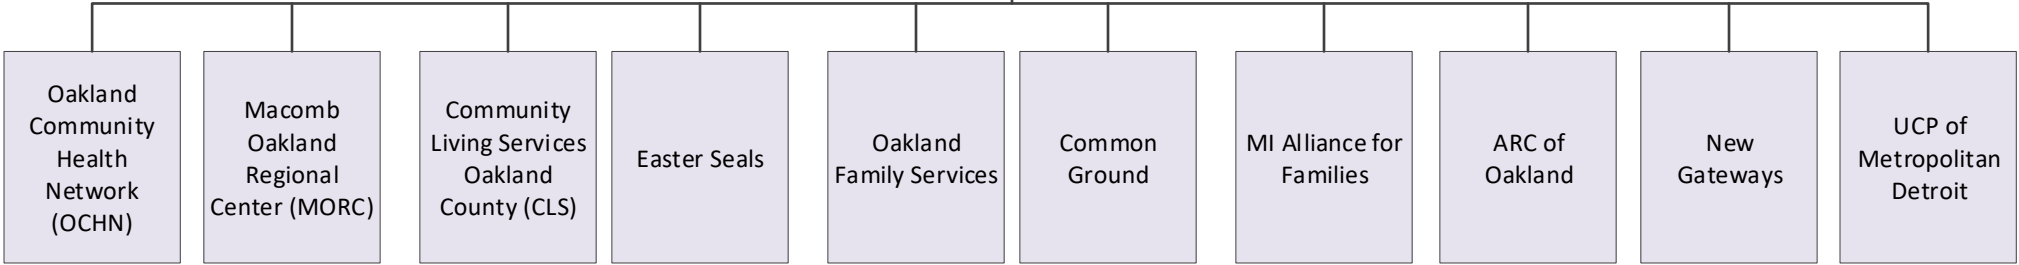 Oakland
Community
Health
Network
(OCHN)
Macomb
Oakland
Regional
Center (MORC)
Community
Living Services
Oakland
County (CLS)
Easter Seals
Oakland
Family Services
Common
Ground
MI Alliance for
Families
ARC of
Oakland
New
Gateways
UCP of
Metropolitan
Detroit